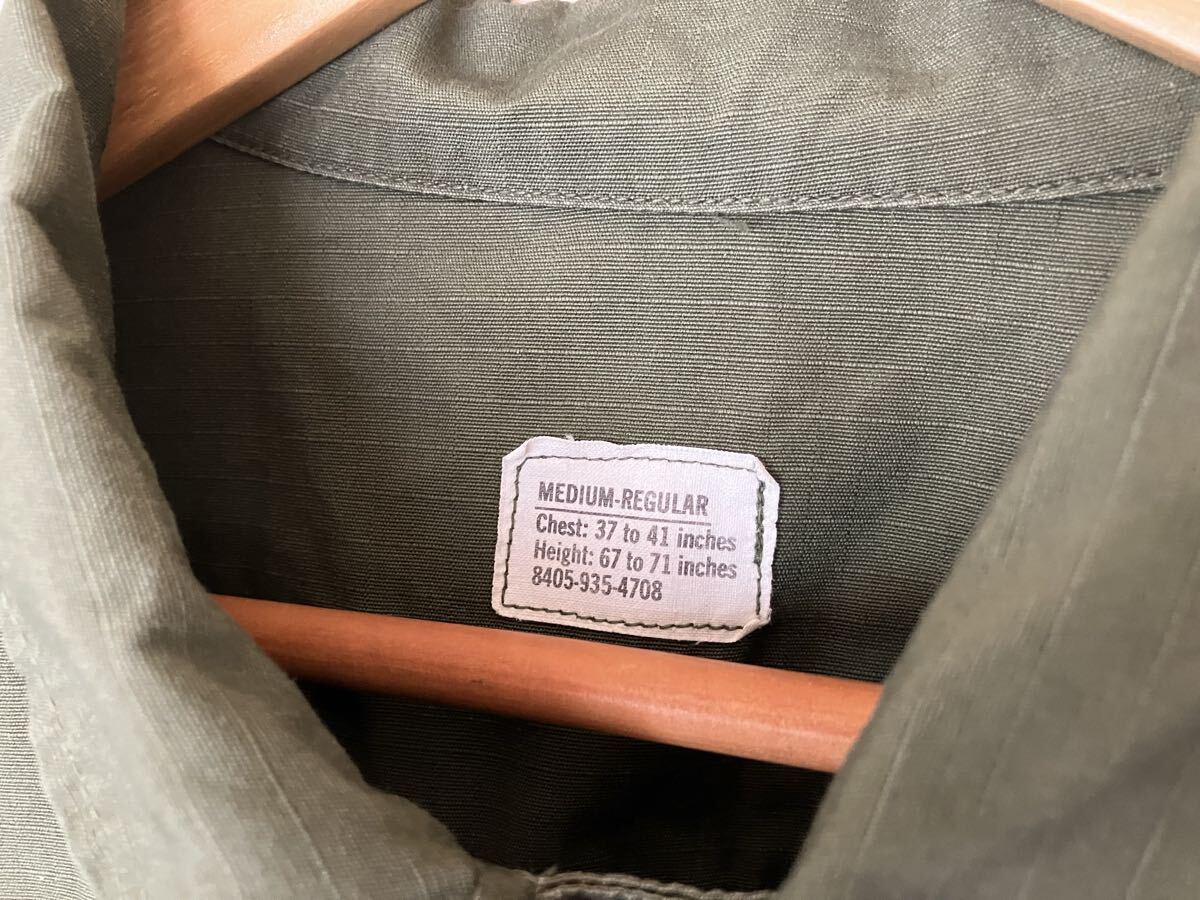 MEDIUM-REGULAR
Chest: 37 to 41 inches
Height: 67 to 71 inches
8405-935-4708